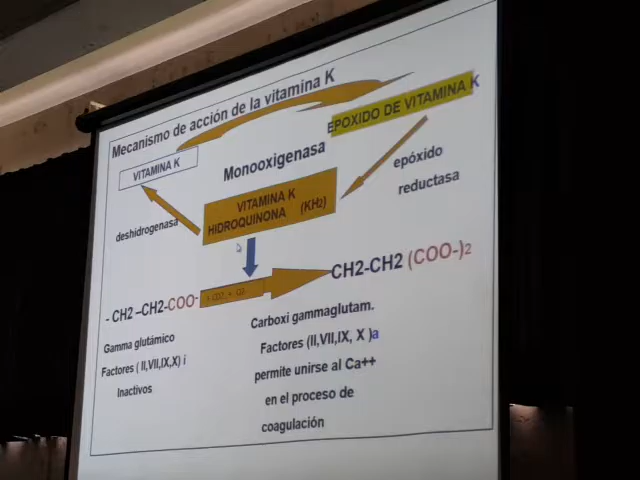 Mecanismo de acción de la vitamina K
EPOXIDO DE VITAMINA K
VITAMINA K
Monooxigenasa
epóxido
reductasa
VITAMINA K
HIDROQUINONA (KH2)
deshidrogenasa
- CH2 –CH2-COO-
CH2-CH2 (COO-)2
Gamma glutámico
Factores ( II,VII,IX,X) i
Inactivos
Carboxi gammaglutam.
Factores (II,VII,IX, X )a
permite unirse al Ca++
en el proceso de
coagulación